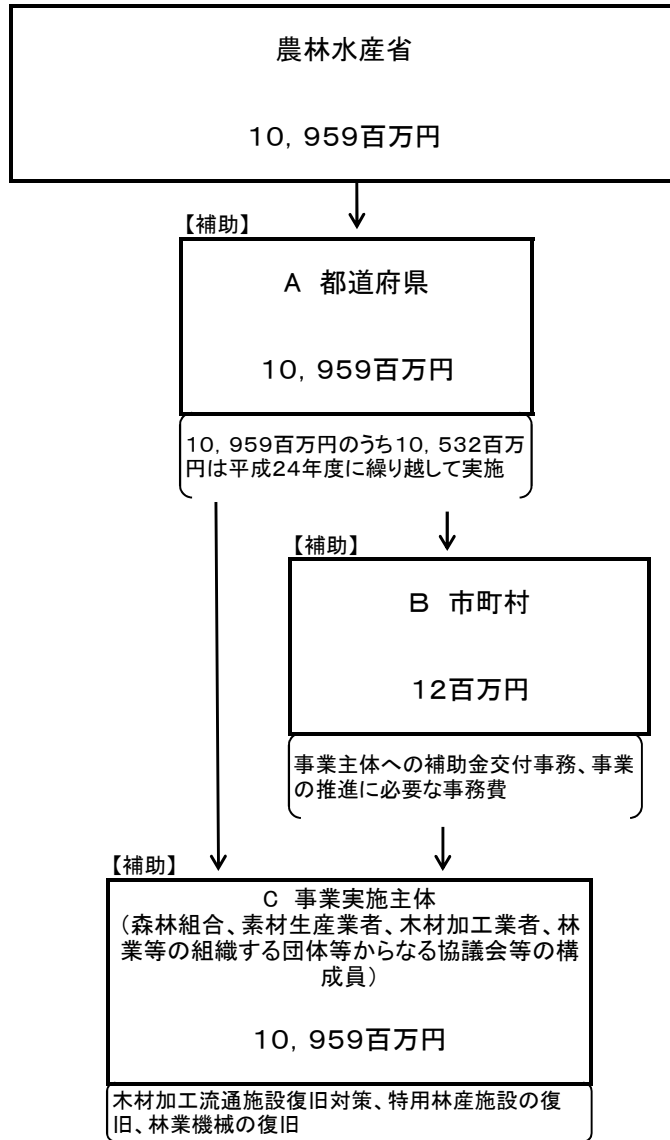 農林水産省
10，959百万円
【補助】
A 都道府県
10，959百万円
10，959百万円のうち10，532百万
円は平成24年度に繰り越して実施
【補助】
B 市町村
12百万円
事業主体への補助金交付事務、事業
の推進に必要な事務費
【補助】
C 事業実施主体
（森林組合、素材生産業者、木材加工業者、林
業等の組織する団体等からなる協議会等の構
成員）
10，959百万円
木材加工流通施設復旧対策、特用林産施設の復
旧、林業機械の復旧